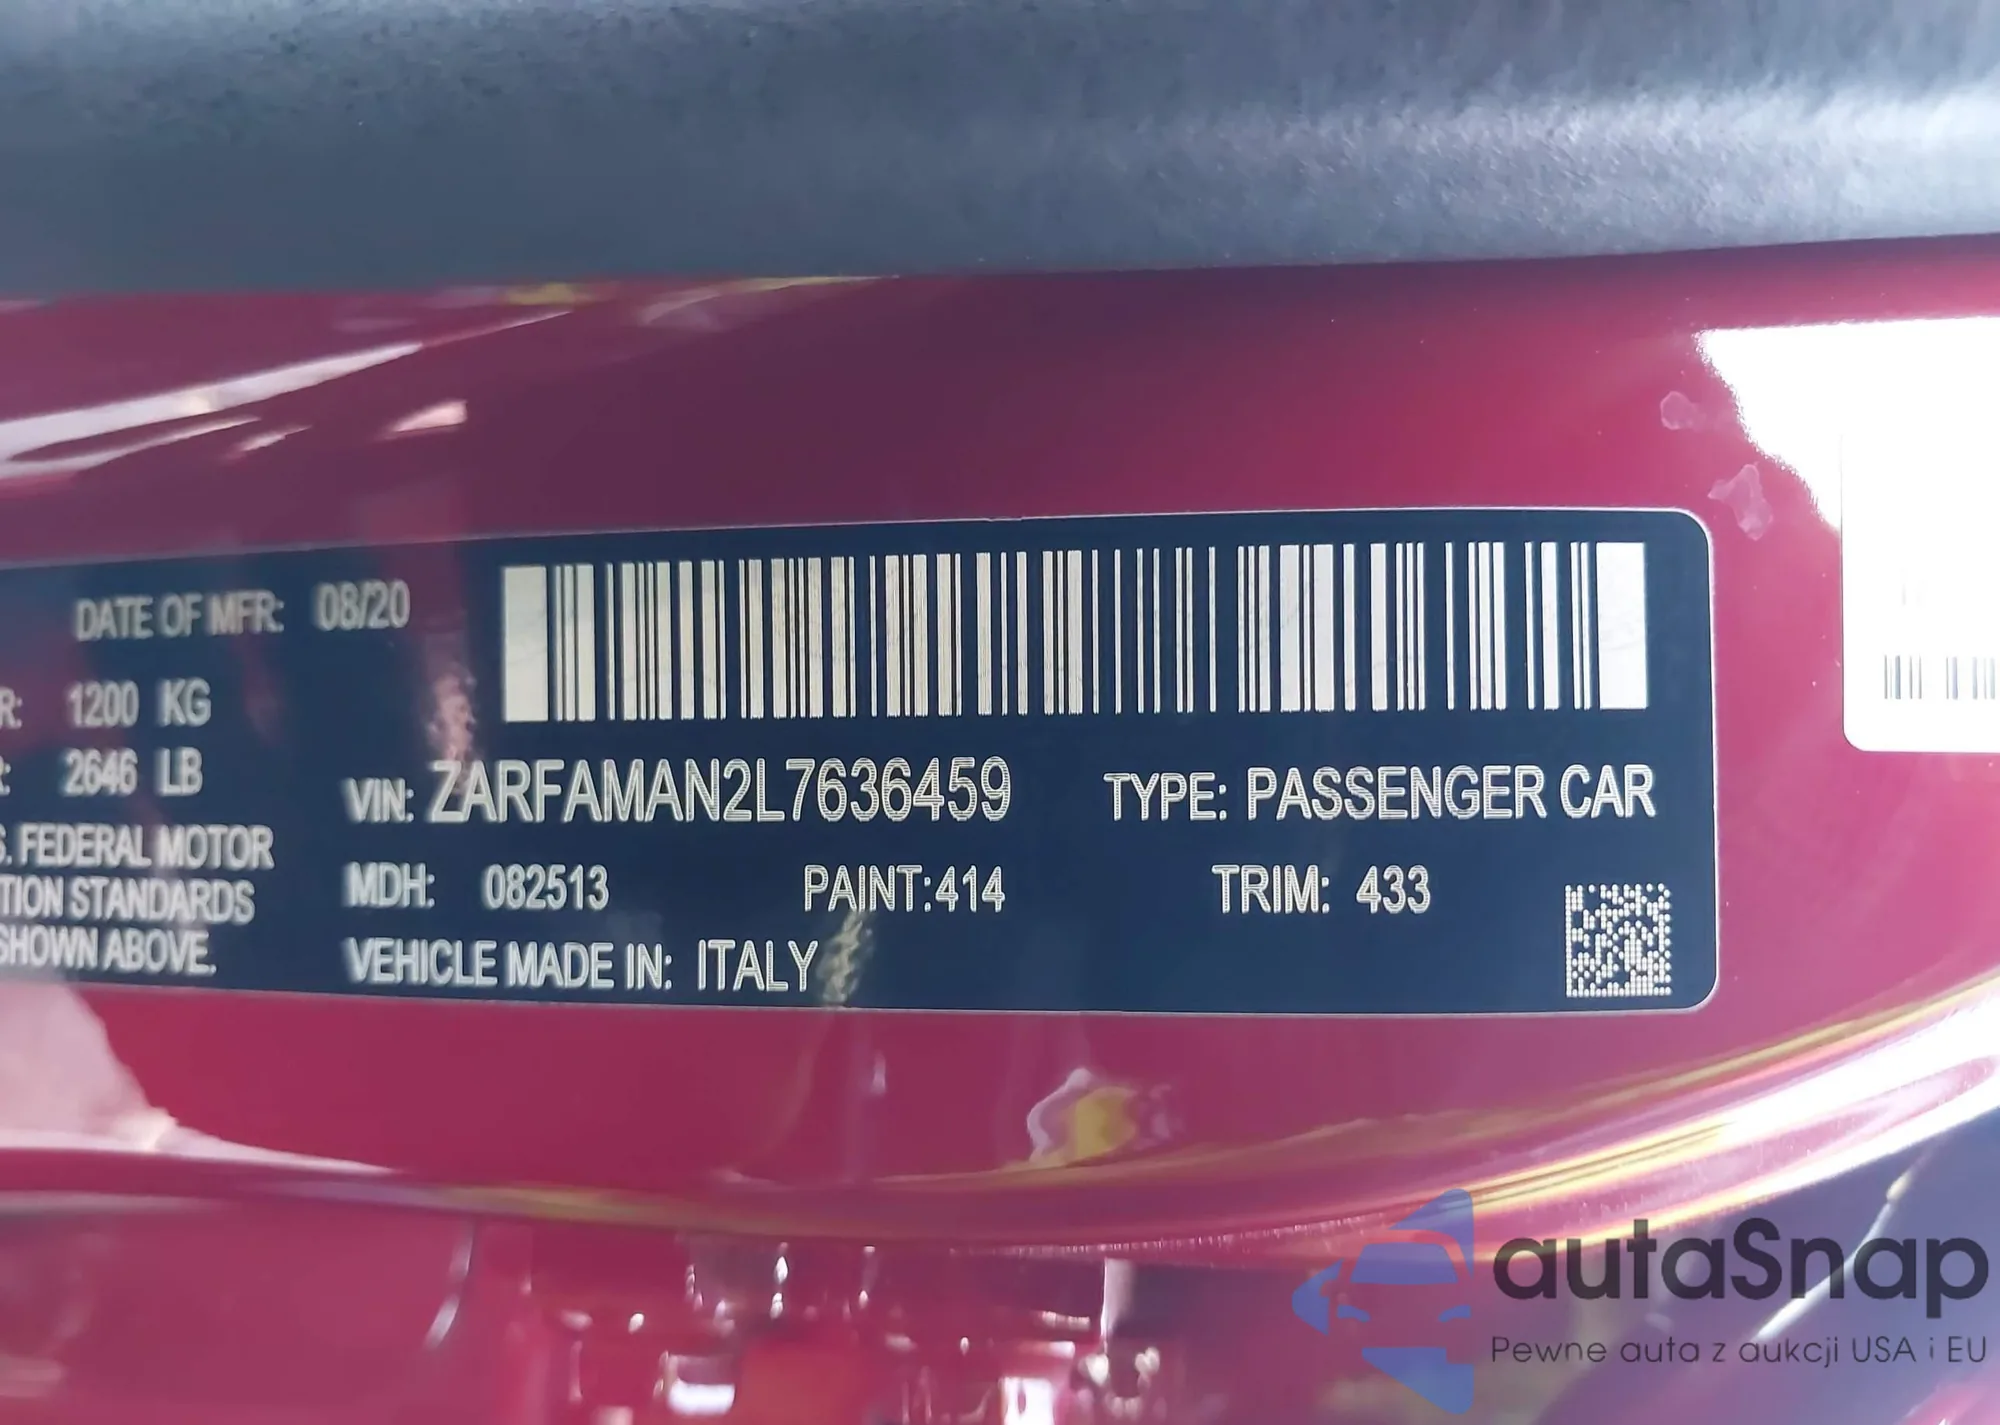 DATE OF MFR: 08/20
R: 1200 KG
R: 2646 LB
S. FEDERAL MOTOR
TION STANDARDS
SHOWN ABOVE.
VIN: ZARFAMAN2L7636459
TYPE: PASSENGER CAR
MDH: 082513
PAINT:414
TRIM: 433
VEHICLE MADE IN: ITALY
autaSnap
Pewne auta z aukcji USA i EU